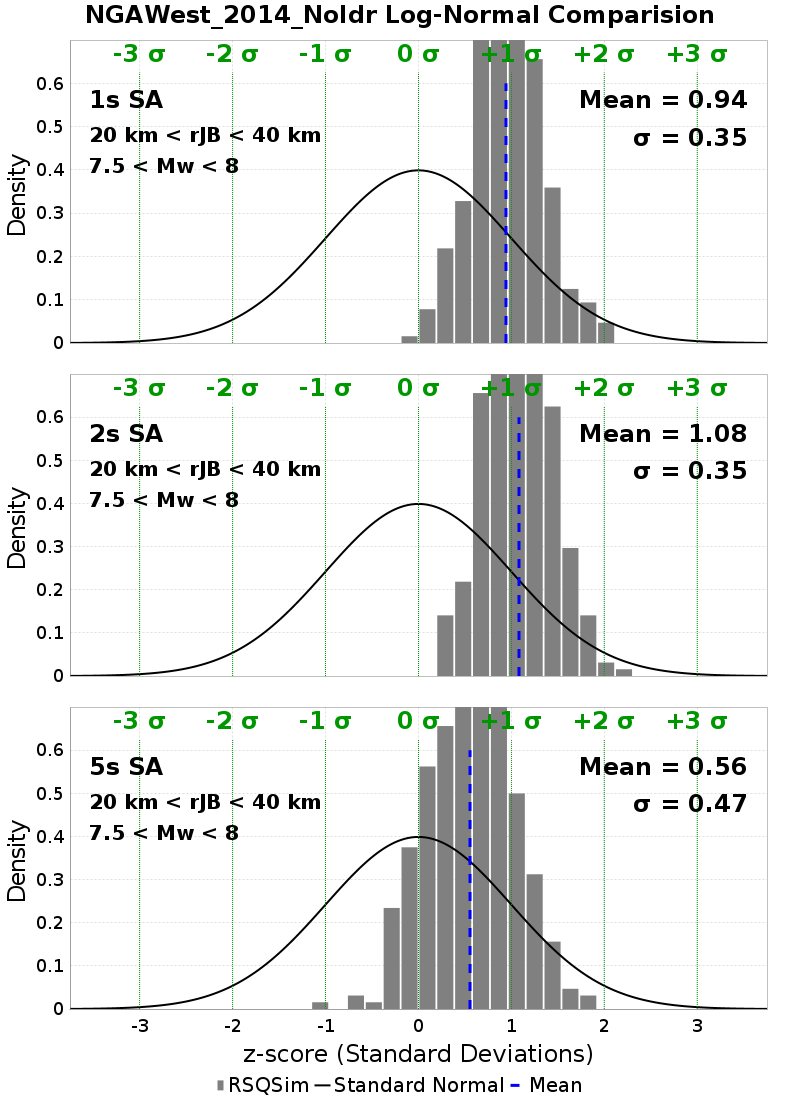 NGAWest_2014_NoIdr Log-Normal Comparision
-3 σ -2 σ -1 σ 0 σ +1 σ +2 σ +3 σ
1s SA
Mean = 0.94
20 km < rJB < 40 km
σ = 0.35
7.5 < Mw < 8
Density
0.6
0.5
0.4
0.3
0.2
0.1
0
-3 σ -2 σ -1 σ 0 σ +1 σ +2 σ +3 σ
2s SA
Mean = 1.08
20 km < rJB < 40 km
σ = 0.35
7.5 < Mw < 8
Density
0.6
0.5
0.4
0.3
0.2
0.1
0
-3 σ -2 σ -1 σ 0 σ +1 σ +2 σ +3 σ
5s SA
Mean = 0.56
20 km < rJB < 40 km
σ = 0.47
7.5 < Mw < 8
Density
0.6
0.5
0.4
0.3
0.2
0.1
0
-3 -2 -1 0 1 2 3
z-score (Standard Deviations)
RSQSim Standard Normal Mean